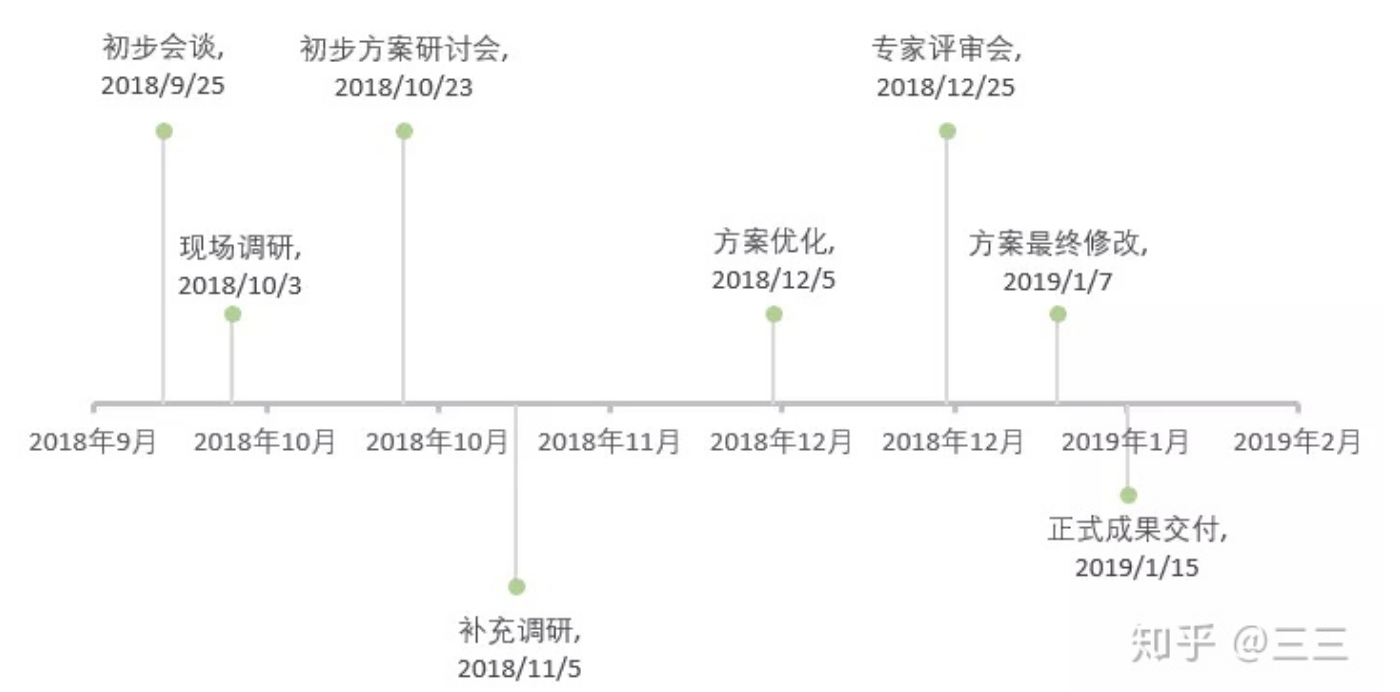 初步会谈,
2018/9/25
初步方案研讨会,
2018/10/23
专家评审会,
2018/12/25
现场调研,
2018/10/3
方案优化,
2018/12/5
方案最终修改,
2019/1/7
2018年9月
2018年10月
2018年10月
2018年11月
2018年12月
2018年12月
2019年1月
2019年2月
正式成果交付,
2019/1/15
补充调研,
2018/11/5
知乎 @三三